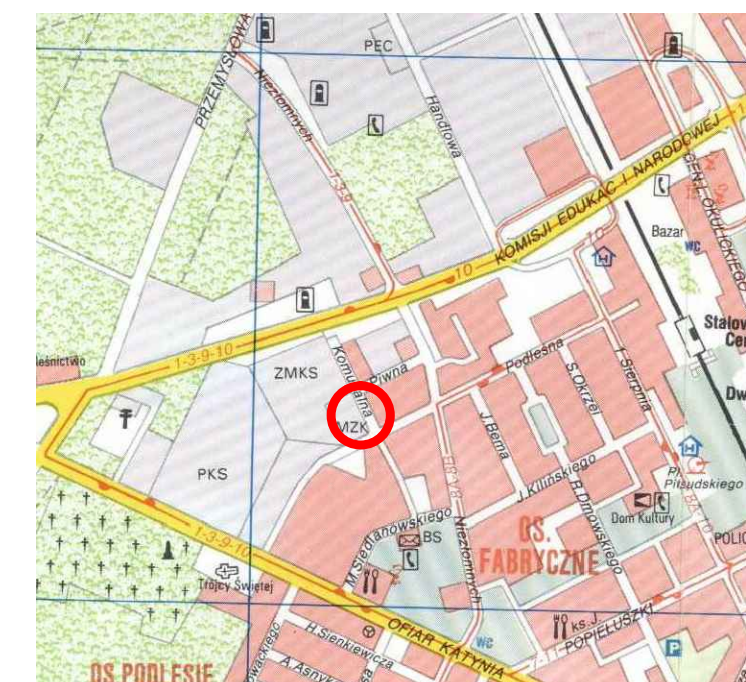 PEC
PRZEMYSŁOWA
Niezłomnych
Handlowa
1-3-9
KOMISJI EDUKACJI NARODOWEJ
10
10
GEN. L. OKULICKIEGO
Bazar
WC
H
Stalow
Cen
Dw
1-3-9-10
ZMKS
Komunalna
Piwna
MZK
Podleśna
S.Okrzei
1. Sierpnia
leśnictwo
PKS
J.Bema
J.Kilińskiego
R.Dmowskiego
H
Pl.
Piłsudskiego
Dom Kultury
POLIC
M.Siedlanowskiego
BS
Niezłomnych
OS.
FABRYCZNE
1-3-9-10
Trójcy Świętej
OFIAR KATYNIA
ks.J.
POPIEŁUSZKI
WC
P
H.Sienkiewicza
A.Asnyka
OS PODLESIE